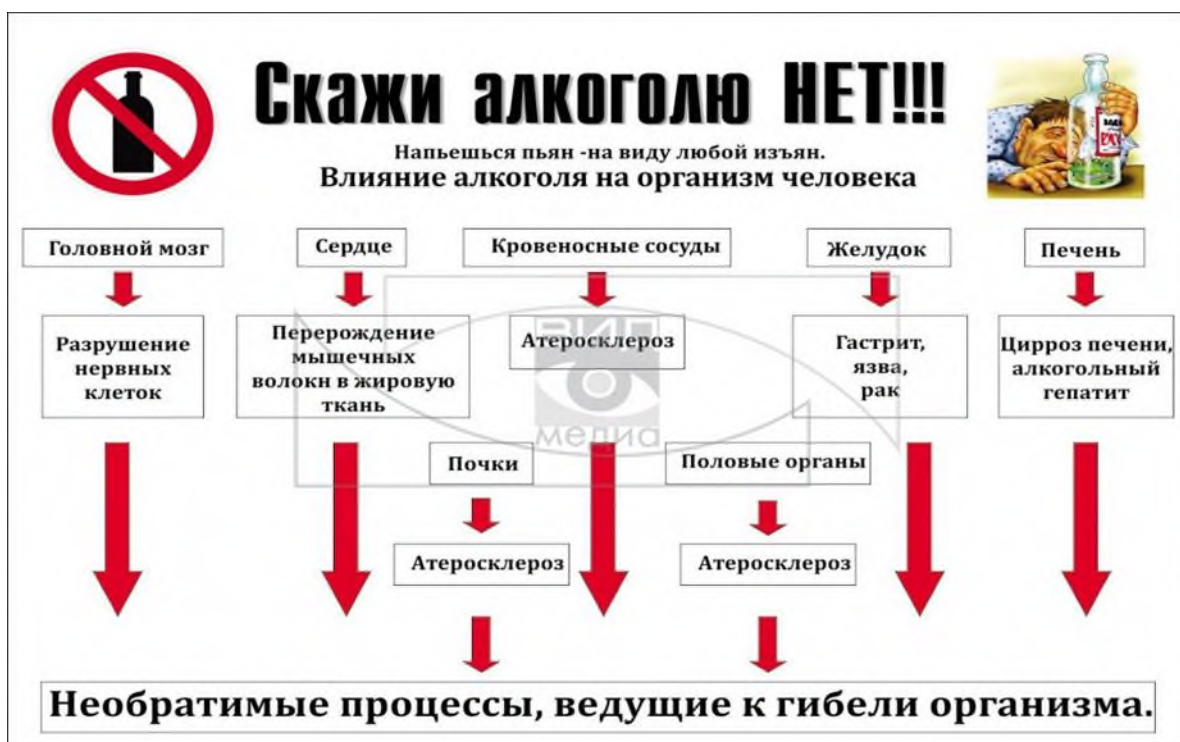 Скажи алкоголю НЕТ!!!
Напьешься пьян -на виду любой изъян.
Влияние алкоголя на организм человека
Головной мозг
Сердце
Кровеносные сосуды
Желудок
Печень
Разрушение
нервных
клеток
Перерождение
мышечных
волокн в жировую
ткань
Атеросклероз
Гастрит,
язва,
рак
Цирроз печени,
алкогольный
гепатит
ВИП
медиа
Почки
Половые органы
Атеросклероз
Атеросклероз
Необратимые процессы, ведущие к гибели организма.